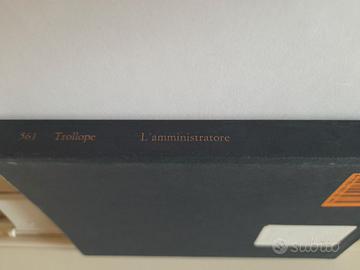 561 Trollope L'amministratore
subito